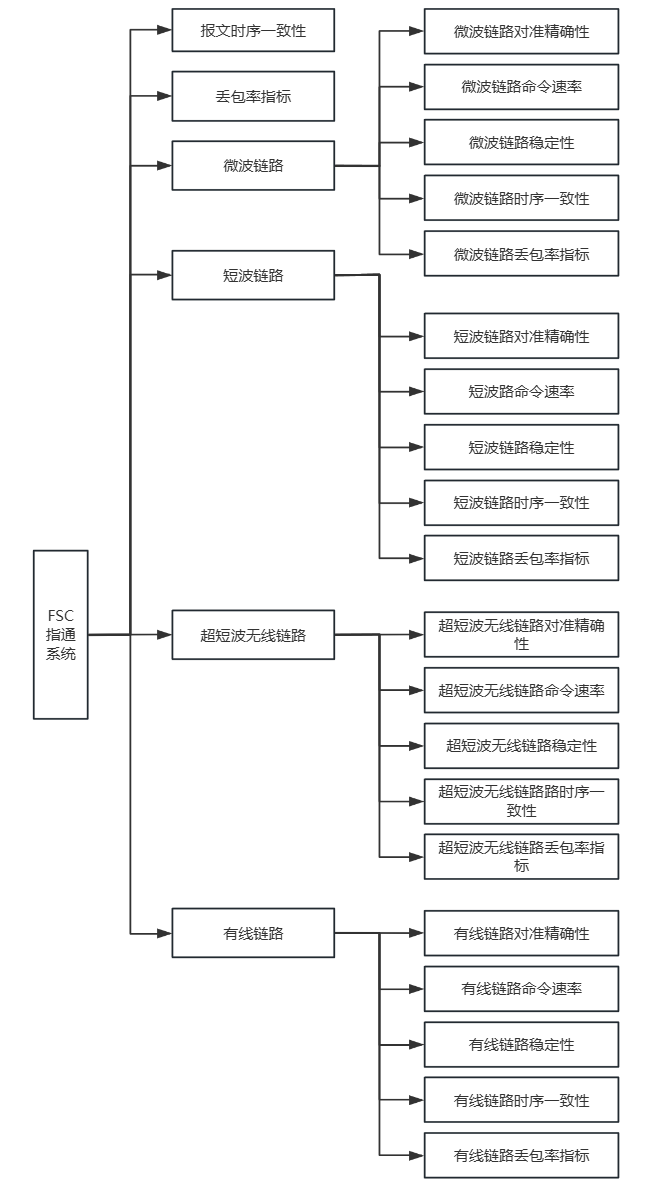 报文时序一致性
丢包率指标
微波链路
微波链路对准精确性
微波链路命令速率
微波链路稳定性
微波链路时序一致性
微波链路丢包率指标
短波链路
短波链路对准精确性
短波路命令速率
短波链路稳定性
短波链路时序一致性
短波链路丢包率指标
FSC
指通
系统
超短波无线链路
超短波无线链路对准精确
性
超短波无线链路命令速率
超短波无线链路稳定性
超短波无线链路路时序一
致性
超短波无线链路丢包率指
标
有线链路
有线链路对准精确性
有线链路命令速率
有线链路稳定性
有线链路时序一致性
有线链路丢包率指标